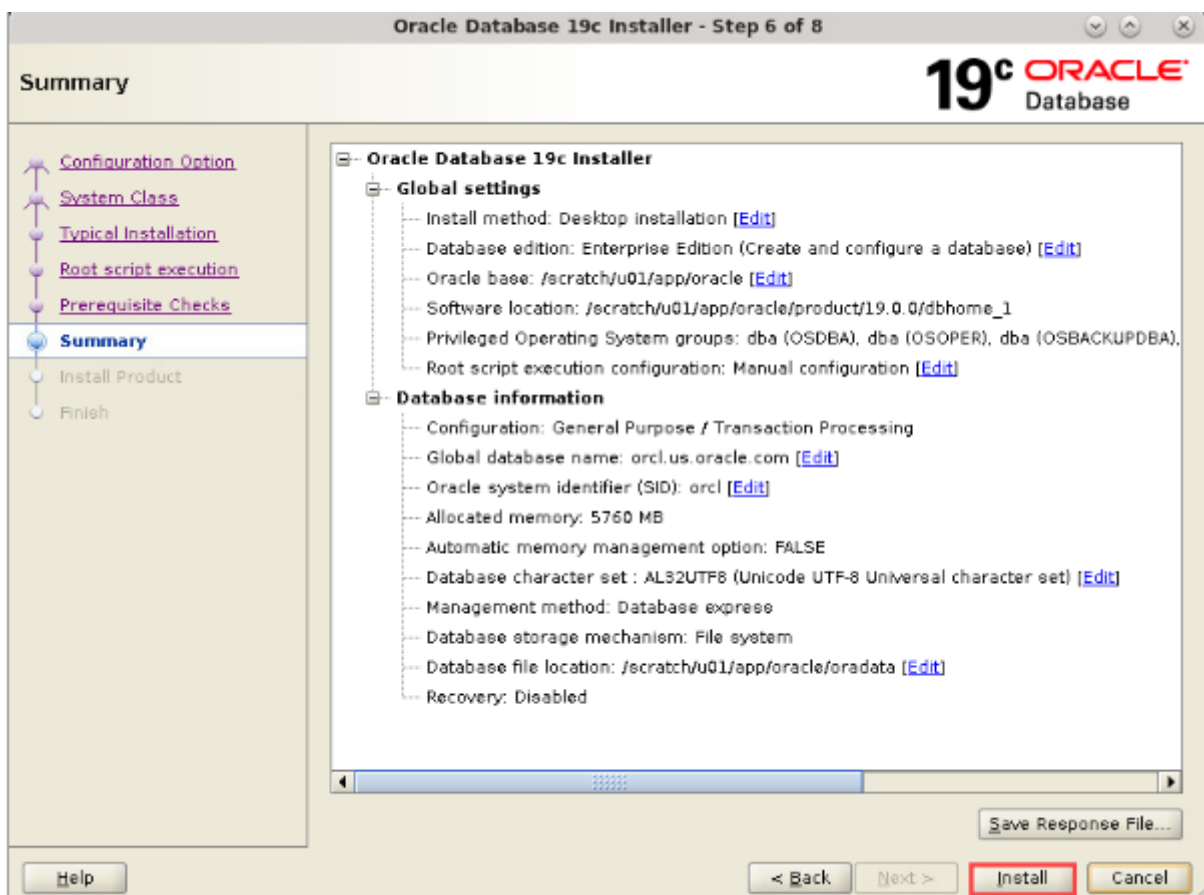 Oracle Database 19c Installer - Step 6 of 8
Summary
19c ORACLE
Database
Configuration Option
System Class
Typical Installation
Root script execution
Prerequisite Checks
Summary
Install Product
Finish
Oracle Database 19c Installer
Global settings
Install method: Desktop installation [Edit]
Database edition: Enterprise Edition (Create and configure a database) [Edit]
Oracle base: /scratch/u01/app/oracle [Edit]
Software location: /scratch/u01/app/oracle/product/19.0.0/dbhome_1
Privileged Operating System groups: dba (OSDBA), dba (OSOPER), dba (OSBACKUPDBA),
Root script execution configuration: Manual configuration [Edit]
Database information
Configuration: General Purpose / Transaction Processing
Global database name: orcl.us.oracle.com [Edit]
Oracle system identifier (SID): orcl [Edit]
Allocated memory: 5760 MB
Automatic memory management option: FALSE
Database character set : AL32UTF8 (Unicode UTF-8 Universal character set) [Edit]
Management method: Database express
Database storage mechanism: File system
Database file location: /scratch/u01/app/oracle/oradata [Edit]
Recovery: Disabled
Save Response File...
Help
< Back
Next >
Install
Cancel